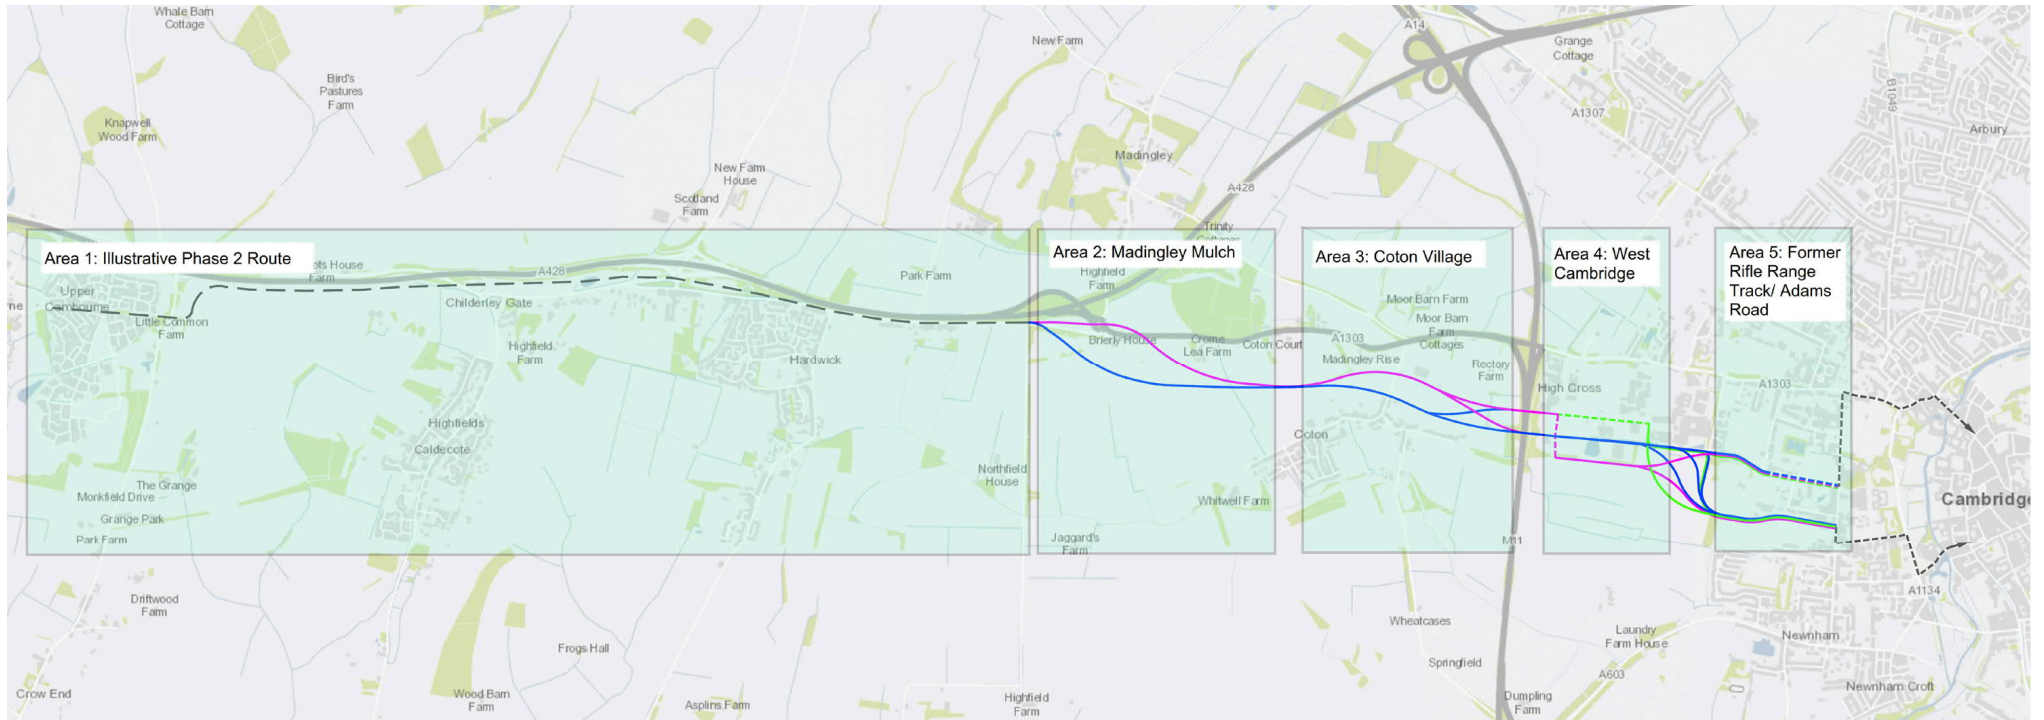 Whale Barn
Cottage
Bird's
Pastures
Farm
Knapwell
Wood Farm
New Farm
House
Scotland
Farm
New Farm
Madingley
A14
Grange
Cottage
A1307
B1049
Arbury
A428
Trinity
Area 1: Illustrative Phase 2 Route
Farm
A428
Upper
Cambourne
Little Common
Farm
Childerley Gate
Highfield
Farm
Hardwick
Park Farm
Highfields
Caldecote
The Grange
Monkfield Drive
Grange Park
Park Farm
Northfield
House
Area 2: Madingley Mulch
Highfield
Farm
Brierly House
Crome
Lea Farm
Coton Court
Whitwell Farm
Jaggard's
Farm
Area 3: Coton Village
Moor Barn Farm
Moor Barn
Farm
Cottages
A1303
Madingley Rise
Rectory
Farm
Coton
M11
Area 4: West
Cambridge
High Cross
Area 5: Former
Rifle Range
Track/ Adams
Road
A1303
Cambridge
A1134
Driftwood
Farm
Frogs Hall
Crow End
Wood Barn
Farm
Asplins Farm
Highfield
Farm
Wheatcases
Springfield
Dumpling
Farm
Laundry
Farm House
A603
Newnham
Newnham Croft